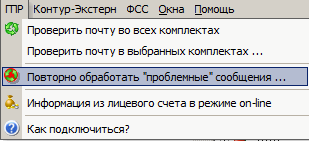 ПФР Контур-Экстерн ФСС Окна Помощь
Проверить почту во всех комплектах
Проверить почту в выбранных комплектах ...
Повторно обработать "проблемные" сообщения ...
Информация из лицевого счета в режиме on-line
Как подключиться?